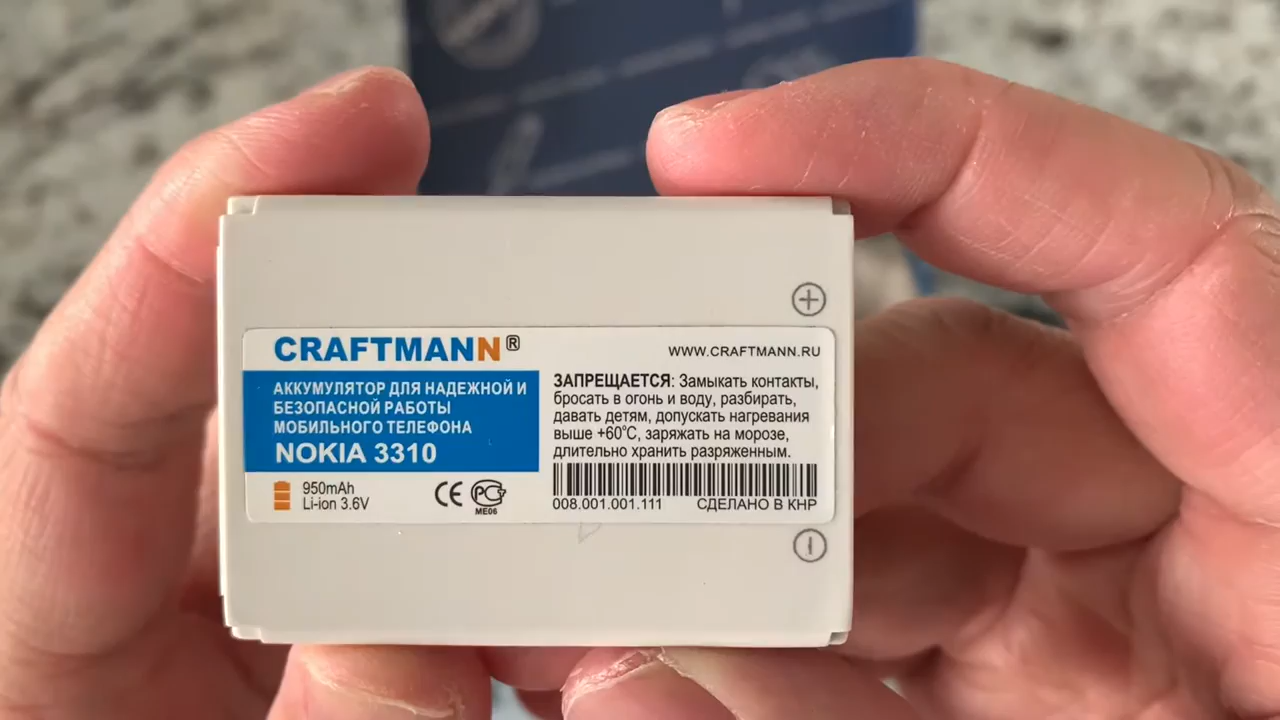 CRAFTMANN®
WWW.CRAFTMANN.RU
АККУМУЛЯТОР ДЛЯ НАДЕЖНОЙ И
БЕЗОПАСНОЙ РАБОТЫ
МОБИЛЬНОГО ТЕЛЕФОНА
NOKIA 3310
950mAh
Li-ion 3.6V
CE РСТ
ME06
ЗАПРЕЩАЕТСЯ: Замыкать контакты,
бросать в огонь и воду, разбирать,
давать детям, допускать нагревания
выше +60°C, заряжать на морозе,
длительно хранить разряженным.
008.001.001.111 СДЕЛАНО В КНР